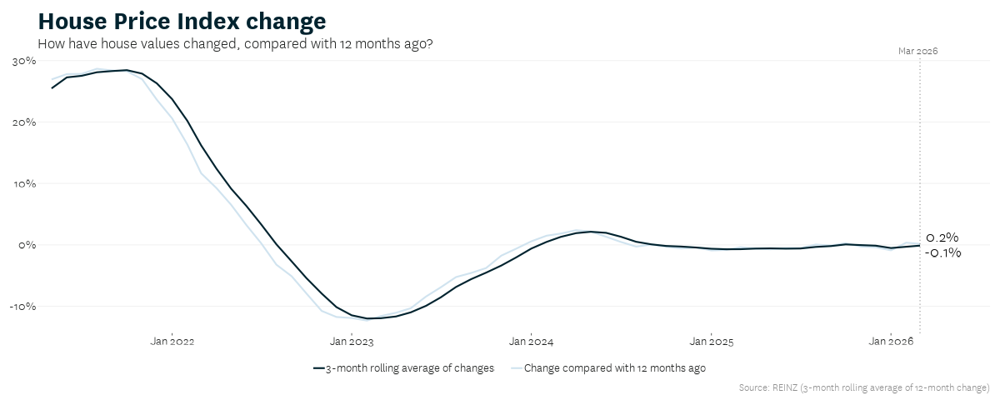 House Price Index change
How have house values changed, compared with 12 months ago?
Mar 2026
30%
20%
10%
0%
-10%
0.2%
-0.1%
Jan 2022
Jan 2023
Jan 2024
Jan 2025
Jan 2026
3-month rolling average of changes
Change compared with 12 months ago
Source: REINZ (3-month rolling average of 12-month change)